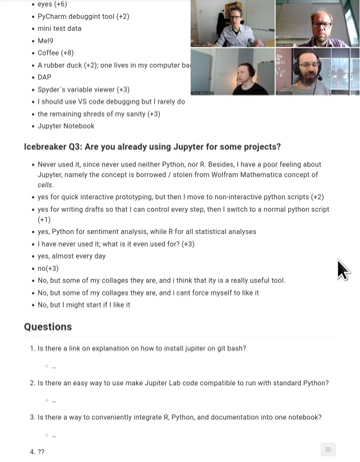 eyes (+6)
PyCharm debuggint tool (+2)
mini test data
Mel9
Coffee (+8)
A rubber duck (+2); one lives in my computer ba
DAP
Spyder´s variable viewer (+3)
I should use VS code debugging but I rarely do
the remaining shreds of my sanity (+3)
Jupyter Notebook
Icebreaker Q3: Are you already using Jupyter for some projects?
Never used it, since never used neither Python, nor R. Besides, I have a poor feeling about
Jupyter, namely the concept is borrowed / stolen from Wolfram Mathematica concept of
cells.
yes for quick interactive prototyping, but then I move to non-interactive python scripts (+2)
yes for writing drafts so that I can control every step, then I switch to a normal python script
(+1)
yes, Python for sentiment analysis, while R for all statistical analyses
I have never used it; what is it even used for? (+3)
yes, almost every day
no(+3)
No, but some of my collages they are, and i think that ity is a really useful tool.
No, but some of my collages they are, and i cant force myself to like it
No, but I might start if I like it
Questions
1. Is there a link on explanation on how to install jupiter on git bash?
...
2. Is there an easy way to use make Jupiter Lab code compatible to run with standard Python?
...
3. Is there a way to conveniently integrate R, Python, and documentation into one notebook?
...
4. ??